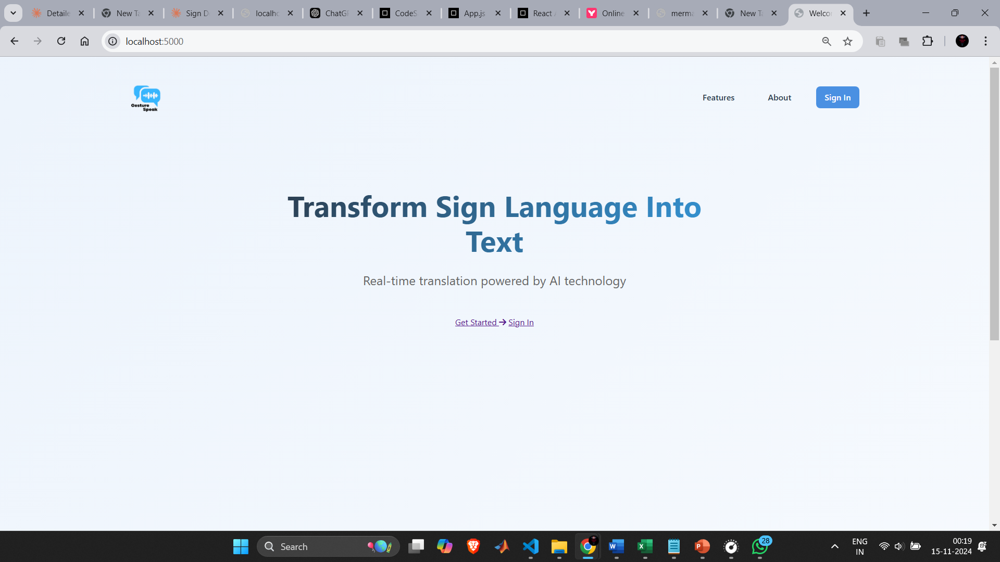 Detaile
New Ta
Sign D
localho
ChatGP
CodeS
App.js
React A
Online
merma
New Ta
Welcor
localhost:5000
Gesture
Speak
Features
About
Sign In
Transform Sign Language Into
Text
Real-time translation powered by AI technology
Get Started → Sign In
Search
28
ENG
IN
00:19
15-11-2024